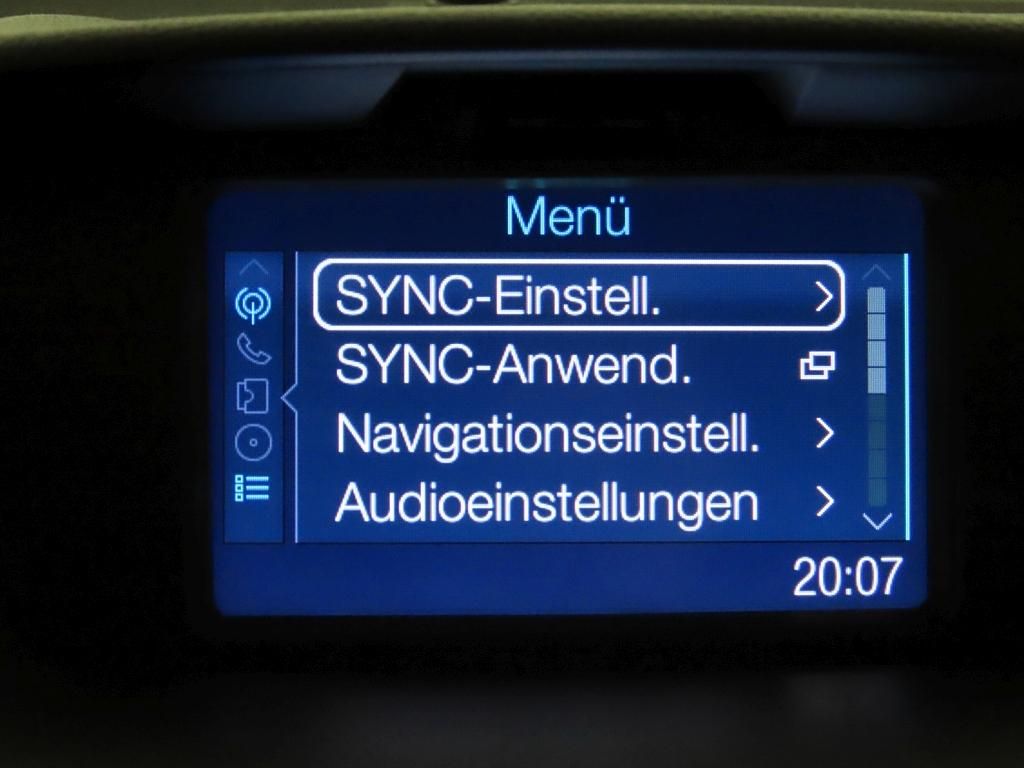 Menü
SYNC-Einstell.
SYNC-Anwend.
Navigationseinstell.
Audioeinstellungen
20:07